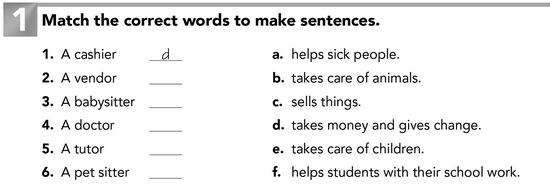 1 Match the correct words to make sentences.
1. A cashier d a. helps sick people.
2. A vendor ____ b. takes care of animals.
3. A babysitter ____ c. sells things.
4. A doctor ____ d. takes money and gives change.
5. A tutor ____ e. takes care of children.
6. A pet sitter ____ f. helps students with their school work.